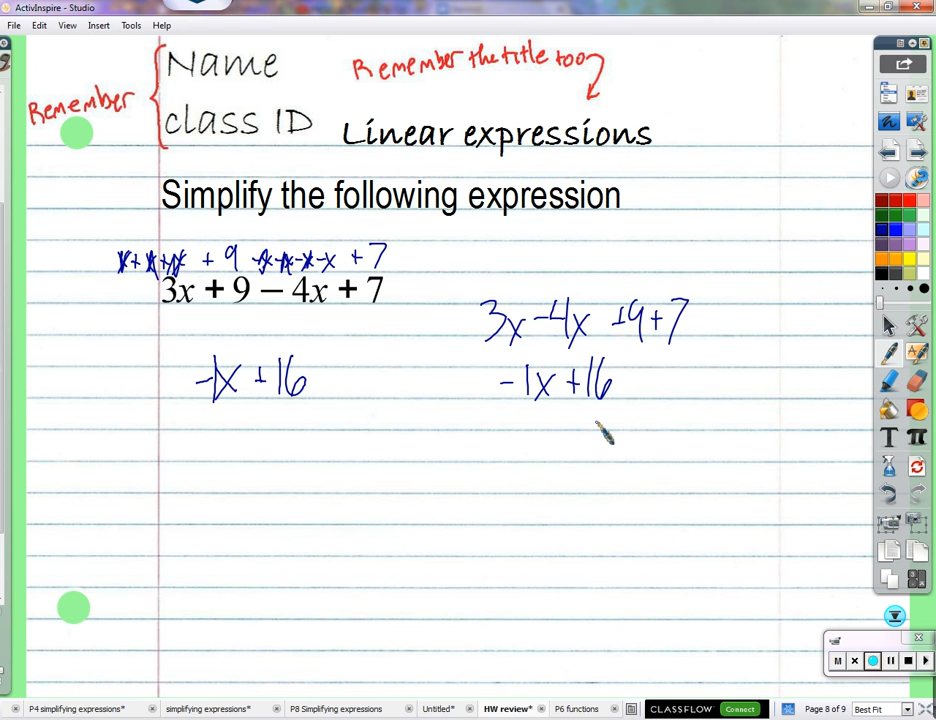 ActivInspire - Studio
File Edit View Insert Tools Help
Name
Remember the title too
Remember
class ID
Linear expressions
Simplify the following expression
x+x+x + 9 -x-x-x-x + 7
3x + 9 − 4x + 7
3x -4x +9+7
-1x +16
-1x +16
P4 simplifying expressions*
simplifying expressions*
P8 Simplifying expressions
Untitled*
HW review*
P6 functions
CLASSFLOW
Connect
Page 8 of 9
Best Fit
M